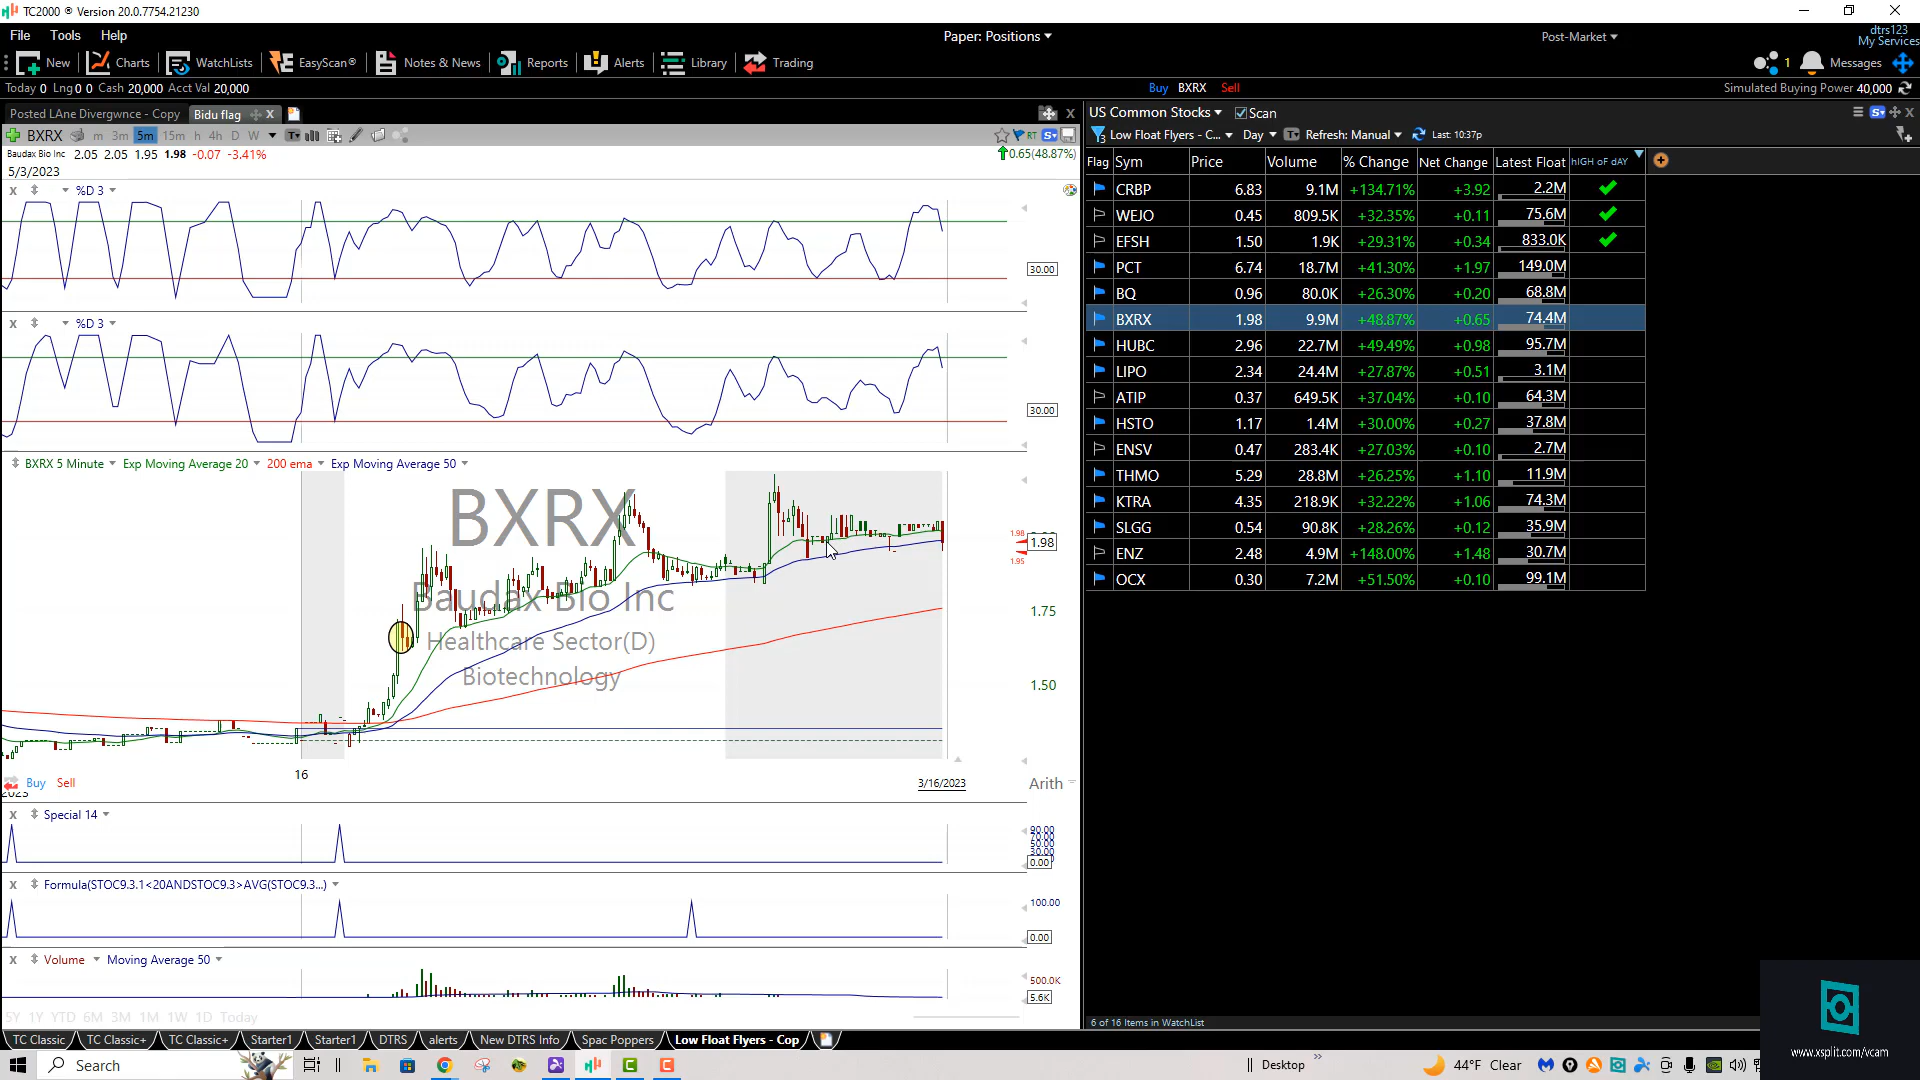 TC2000 ® Version 20.0.7754.21230
File Tools Help
Paper: Positions
Post-Market
dtrs123
My Services
New Charts WatchLists EasyScan® Notes & News Reports Alerts Library Trading
1 Messages
Today 0 Lng 0 0 Cash 20,000 Acct Val 20,000
Buy BXRX Sell
Simulated Buying Power 40,000
Posted LAne Divergwnce - Copy Bidu flag X
US Common Stocks Scan
BXRX m 3m 5m 15m h 4h D W
RT
Low Float Flyers - C... Day Refresh: Manual Last: 10:37p
Baudax Bio Inc 2.05 2.05 1.95 1.98 -0.07 -3.41%
0.65(48.87%)
5/3/2023
Flag Sym Price Volume % Change Net Change Latest Float hIGH OF dAY
X %D 3
CRBP 6.83 9.1M +134.71% +3.92 2.2M
WEJO 0.45 809.5K +32.35% +0.11 75.6M
EFSH 1.50 1.9K +29.31% +0.34 833.0K
30.00
PCT 6.74 18.7M +41.30% +1.97 149.0M
BQ 0.96 80.0K +26.30% +0.20 68.8M
BXRX 1.98 9.9M +48.87% +0.65 74.4M
X %D 3
HUBC 2.96 22.7M +49.49% +0.98 95.7M
LIPO 2.34 24.4M +27.87% +0.51 3.1M
ATIP 0.37 649.5K +37.04% +0.10 64.3M
30.00
HSTO 1.17 1.4M +30.00% +0.27 37.8M
ENSV 0.47 283.4K +27.03% +0.10 2.7M
BXRX 5 Minute Exp Moving Average 20 200 ema Exp Moving Average 50
THMO 5.29 28.8M +26.25% +1.10 11.9M
KTRA 4.35 218.9K +32.22% +1.06 74.3M
SLGG 0.54 90.8K +28.26% +0.12 35.9M
ENZ 2.48 4.9M +148.00% +1.48 30.7M
OCX 0.30 7.2M +51.50% +0.10 99.1M
BXRX
Baudax Bio Inc
Healthcare Sector(D)
Biotechnology
1.98
1.98
1.95
1.75
1.50
16
3/16/2023
Arith
Buy Sell
2023
X Special 14
90.00
70.00
50.00
30.00
0.00
X Formula(STOC9.3.1<20ANDSTOC9.3>AVG(STOC9.3...)
100.00
0.00
X Volume Moving Average 50
500.0K
5.6K
5Y 1Y YTD 6M 3M 1M 1W 1D Today
6 of 16 Items in WatchList
TC Classic TC Classic+ TC Classic+ Starter1 Starter1 DTRS alerts New DTRS Info Spac Poppers Low Float Flyers - Cop
www.xsplit.com/vcam
Search
Desktop
44°F Clear